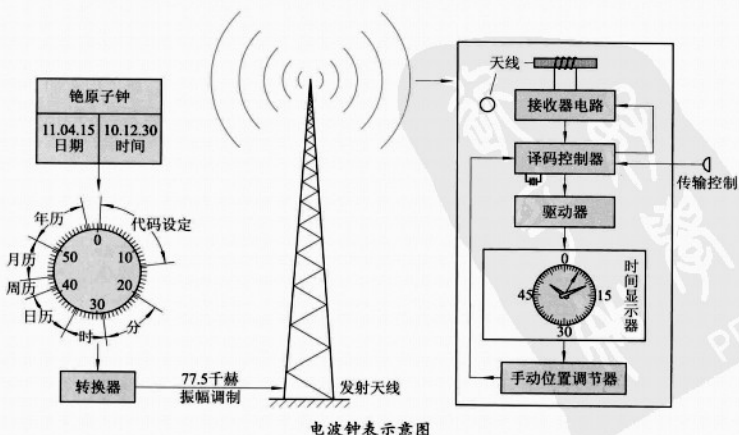 铯原子钟
11.04.15
日期
10.12.30
时间
年历
代码设定
月历
周历
日历
时
分
0
10
20
30
40
50
转换器
77.5千赫
振幅调制
发射天线
天线
接收器电路
译码控制器
传输控制
驱动器
0
15
30
45
时间显示器
手动位置调节器
电波钟表示意图